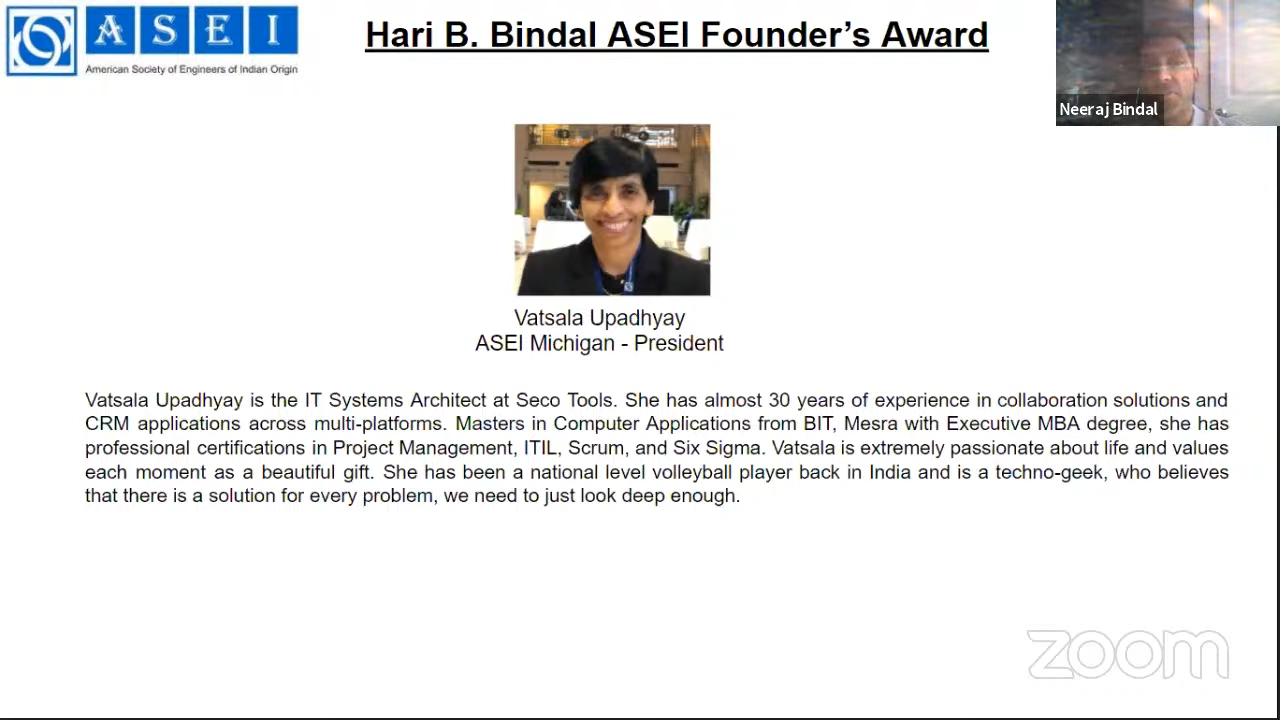 ASEI
American Society of Engineers of Indian Origin
Hari B. Bindal ASEI Founder's Award
Neeraj Bindal
Vatsala Upadhyay
ASEI Michigan - President
Vatsala Upadhyay is the IT Systems Architect at Seco Tools. She has almost 30 years of experience in collaboration solutions and
CRM applications across multi-platforms. Masters in Computer Applications from BIT, Mesra with Executive MBA degree, she has
professional certifications in Project Management, ITIL, Scrum, and Six Sigma. Vatsala is extremely passionate about life and values
each moment as a beautiful gift. She has been a national level volleyball player back in India and is a techno-geek, who believes
that there is a solution for every problem, we need to just look deep enough.
zoom